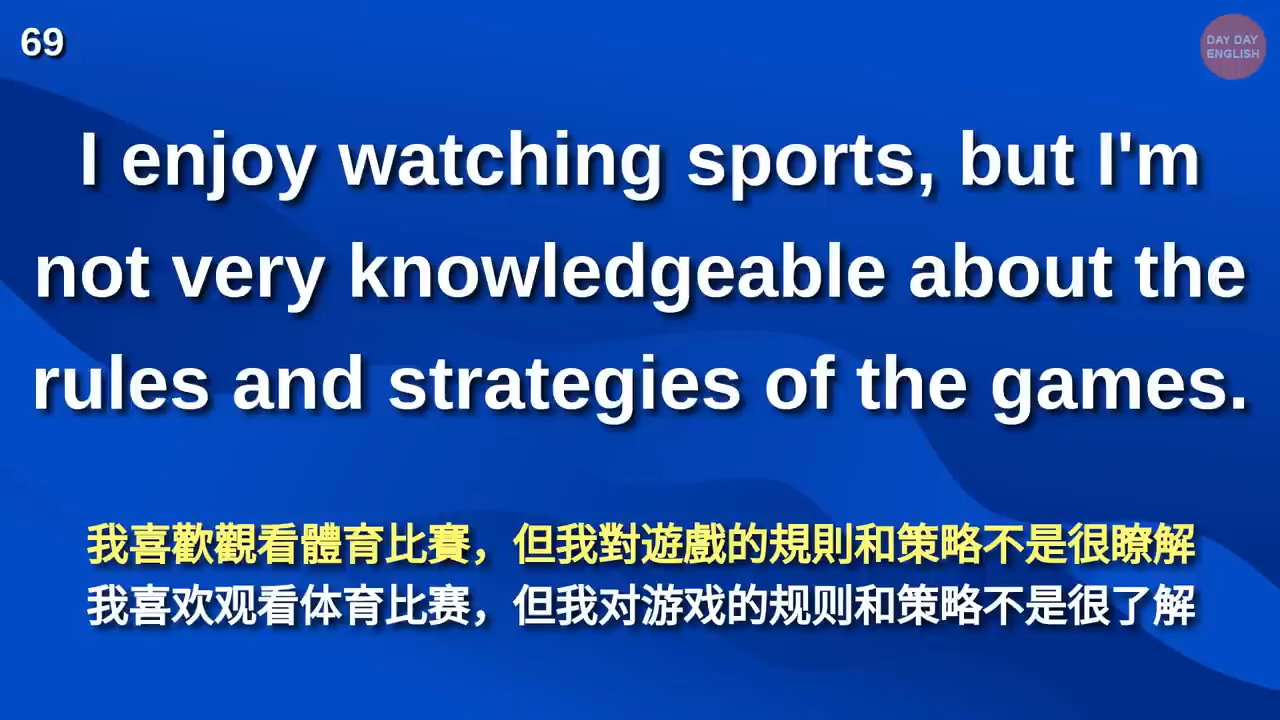 69
DAY DAY
ENGLISH
I enjoy watching sports, but I'm
not very knowledgeable about the
rules and strategies of the games.
我喜歡觀看體育比賽，但我對遊戲的規則和策略不是很瞭解
我喜欢观看体育比赛，但我对游戏的规则和策略不是很了解